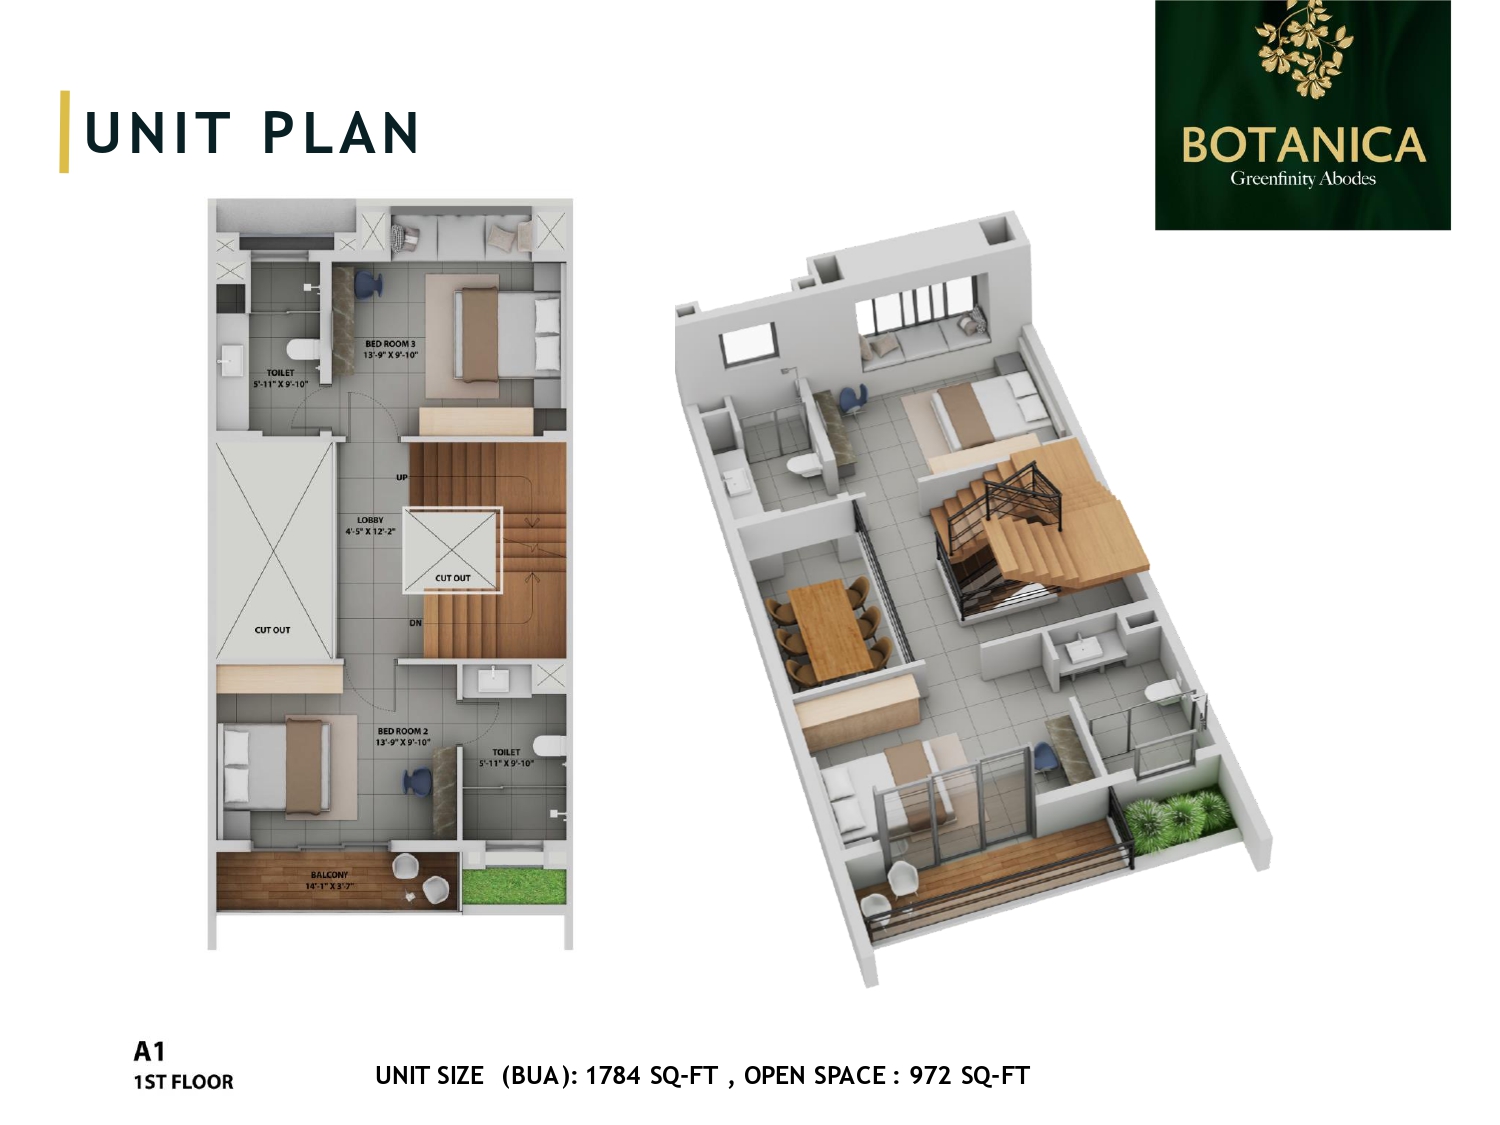 BOTANICA
Greenfinity Abodes
UNIT PLAN
BED ROOM 3
13'-9" X 9'-10"
TOILET
5'-11" X 9'-10"
UP
LOBBY
4'-5" X 12'-2"
CUT OUT
CUT OUT
DN
BED ROOM 2
13'-9" X 9'-10"
TOILET
5'-11" X 9'-10"
BALCONY
14'-1" X 3'-7"
A1
1ST FLOOR
UNIT SIZE (BUA): 1784 SQ-FT , OPEN SPACE : 972 SQ-FT